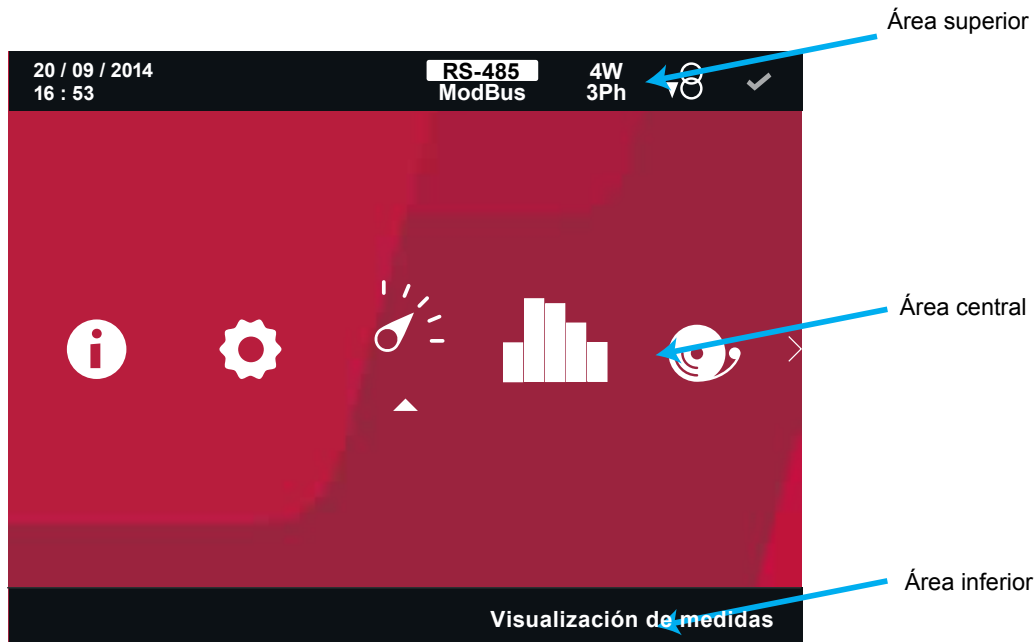 Área superior
20 / 09 / 2014
16 : 53
RS-485
ModBus
4W
3Ph
Área central
Área inferior
Visualización de medidas